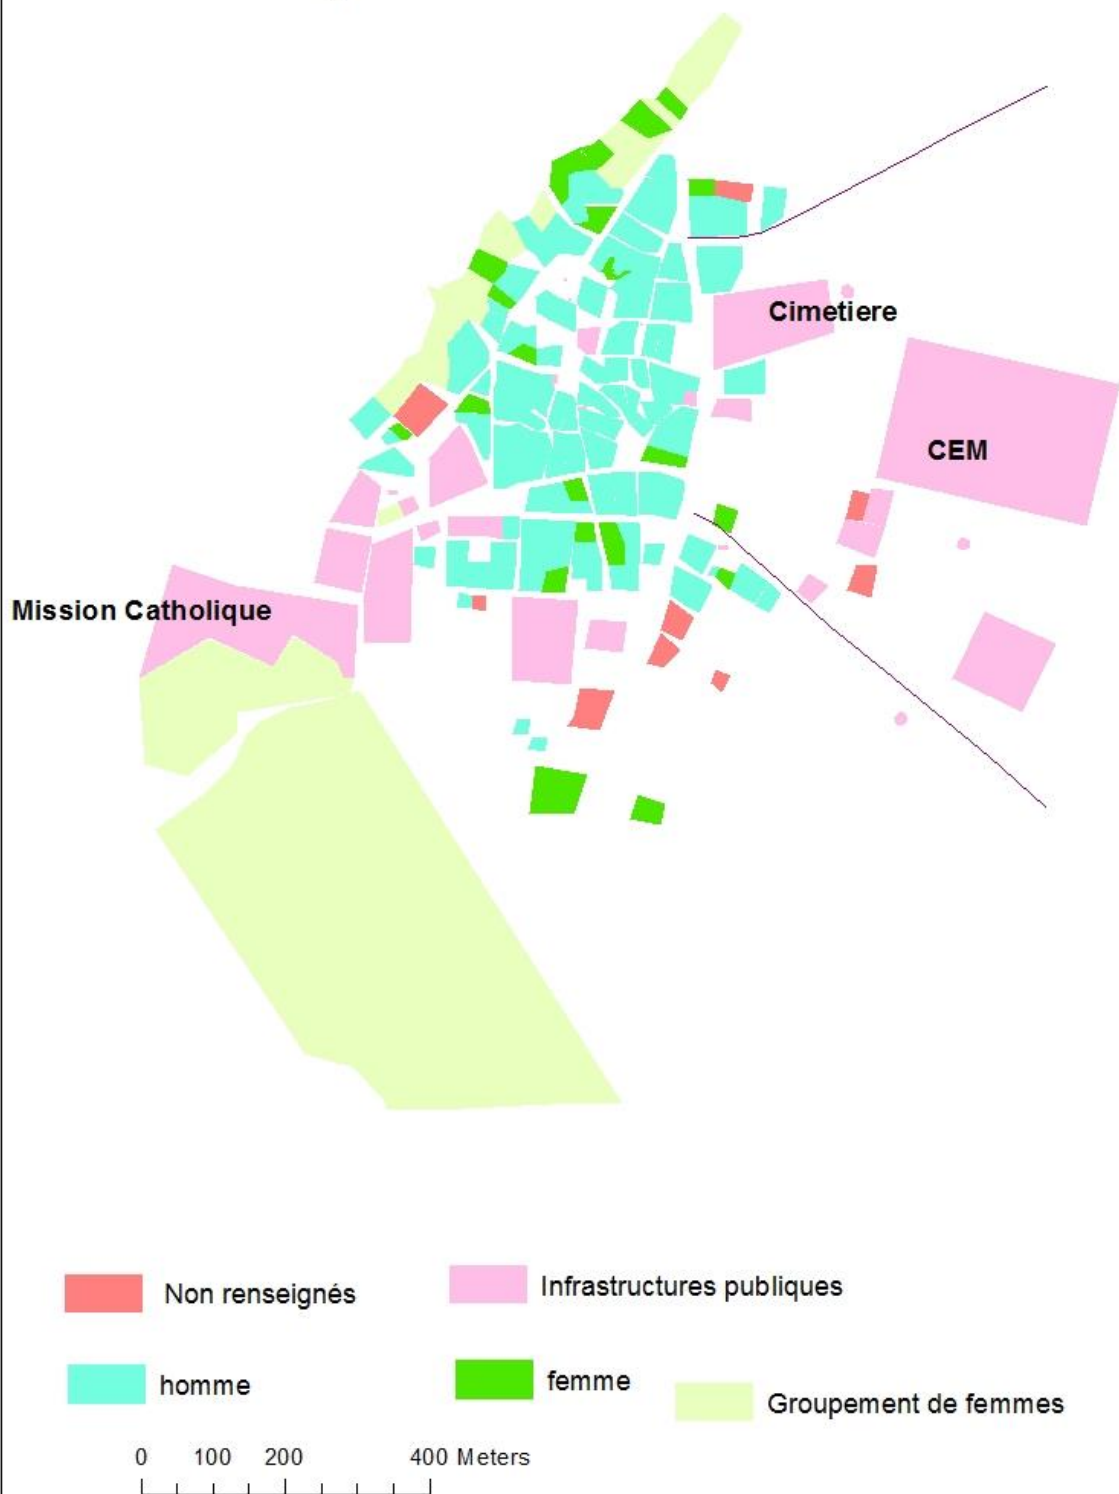 Cimetiere
CEM
Mission Catholique
Non renseignés
Infrastructures publiques
homme
femme
Groupement de femmes
0 100 200 400 Meters